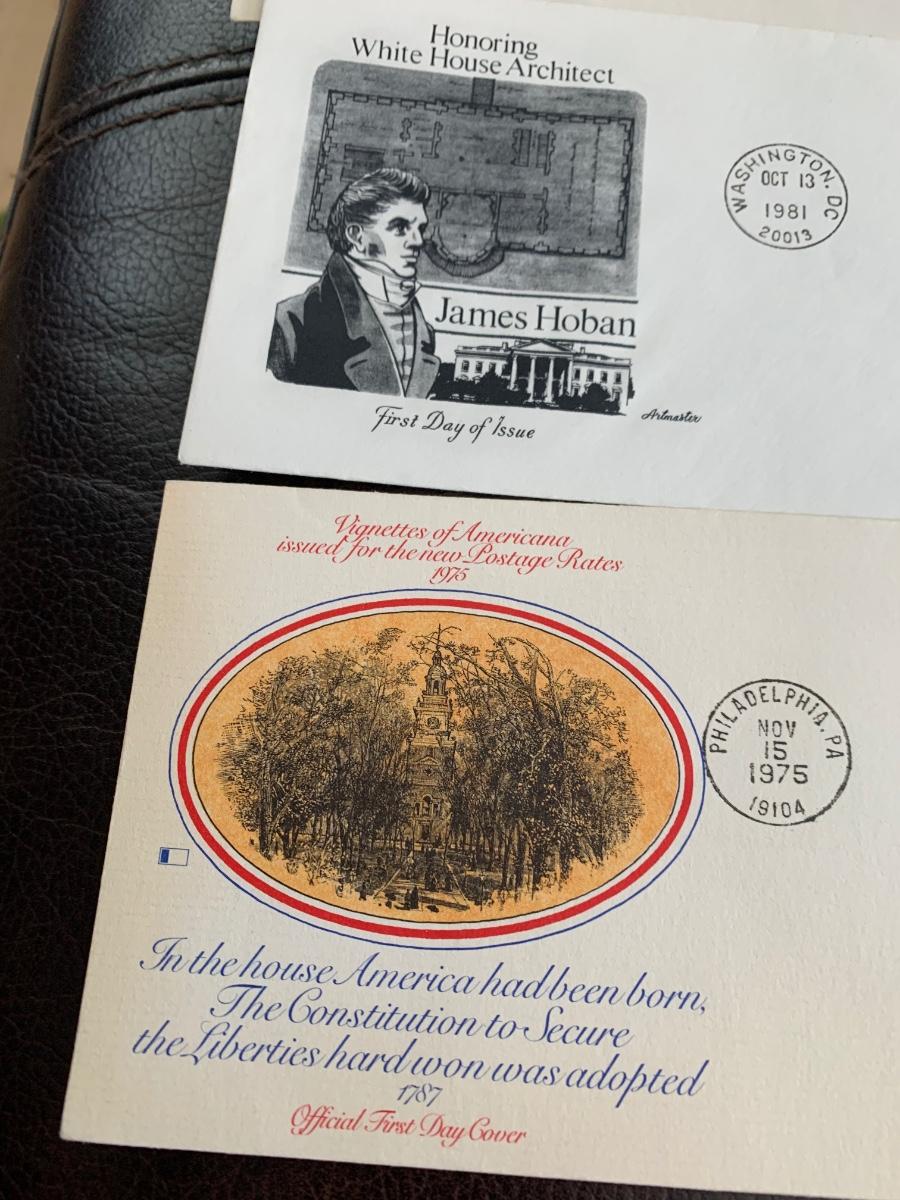 Honoring
White House Architect
James Hoban
First Day of Issue
Artmaster
WASHINGTON, DC
OCT 13
1981
20013
Vignettes of Americana
issued for the new Postage Rates
1975
PHILADELPHIA, PA
NOV
15
1975
19104
In the house America had been born,
The Constitution to Secure
the Liberties hard won was adopted
1787
Official First Day Cover